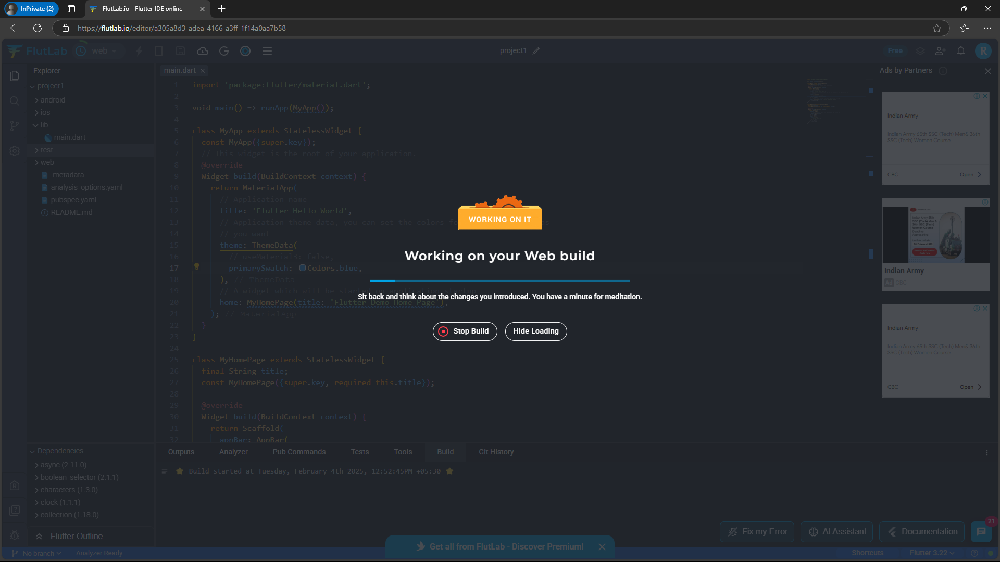 InPrivate (2)
FlutLab.io - Flutter IDE online
https://flutlab.io/editor/a305a8d3-adea-4166-a3ff-1f14a0aa7b58
FlutLab
web
project1
Free
R
Explorer
project1
android
ios
lib
main.dart
test
web
.metadata
analysis_options.yaml
pubspec.yaml
README.md
Dependencies
async (2.11.0)
boolean_selector (2.1.1)
characters (1.3.0)
clock (1.1.1)
collection (1.18.0)
Flutter Outline
main.dart
1 import 'package:flutter/material.dart';
2
3 void main() => runApp(MyApp());
4
5 class MyApp extends StatelessWidget {
6 const MyApp({super.key});
7 // This widget is the root of your application.
8 @override
9 Widget build(BuildContext context) {
10 return MaterialApp(
11 // Application name
12 title: 'Flutter Hello World',
13 // Application theme data, you can set the colors fo
14 // you want
15 theme: ThemeData(
16 // useMaterial3: false,
17 primarySwatch: Colors.blue,
18 ), // ThemeData
19 // A widget which will be started on application startup
20 home: MyHomePage(title: 'Flutter Demo Home Page'),
21 ); // MaterialApp
22 }
23 }
24
25 class MyHomePage extends StatelessWidget {
26 final String title;
27 const MyHomePage({super.key, required this.title});
28
29 @override
30 Widget build(BuildContext context) {
31 return Scaffold(
32 appBar: AppBar(
WORKING ON IT
Working on your Web build
Sit back and think about the changes you introduced. You have a minute for meditation.
Stop Build
Hide Loading
Ads by Partners
Indian Army
Indian Army 65th SSC (Tech) Men& 36th
SSC (Tech) Women Course
CBC
Open
Indian Army
Ad CBC
Indian Army
Indian Army 65th SSC (Tech) Men& 36th
SSC (Tech) Women Course
CBC
Open
Outputs
Analyzer
Pub Commands
Tests
Tools
Build
Git History
Build started at Tuesday, February 4th 2025, 12:52:45PM +05:30
Fix my Error
AI Assistant
Documentation
21
Get all from FlutLab - Discover Premium!
No branch
Analyzer Ready
Shortcuts
Flutter 3.22